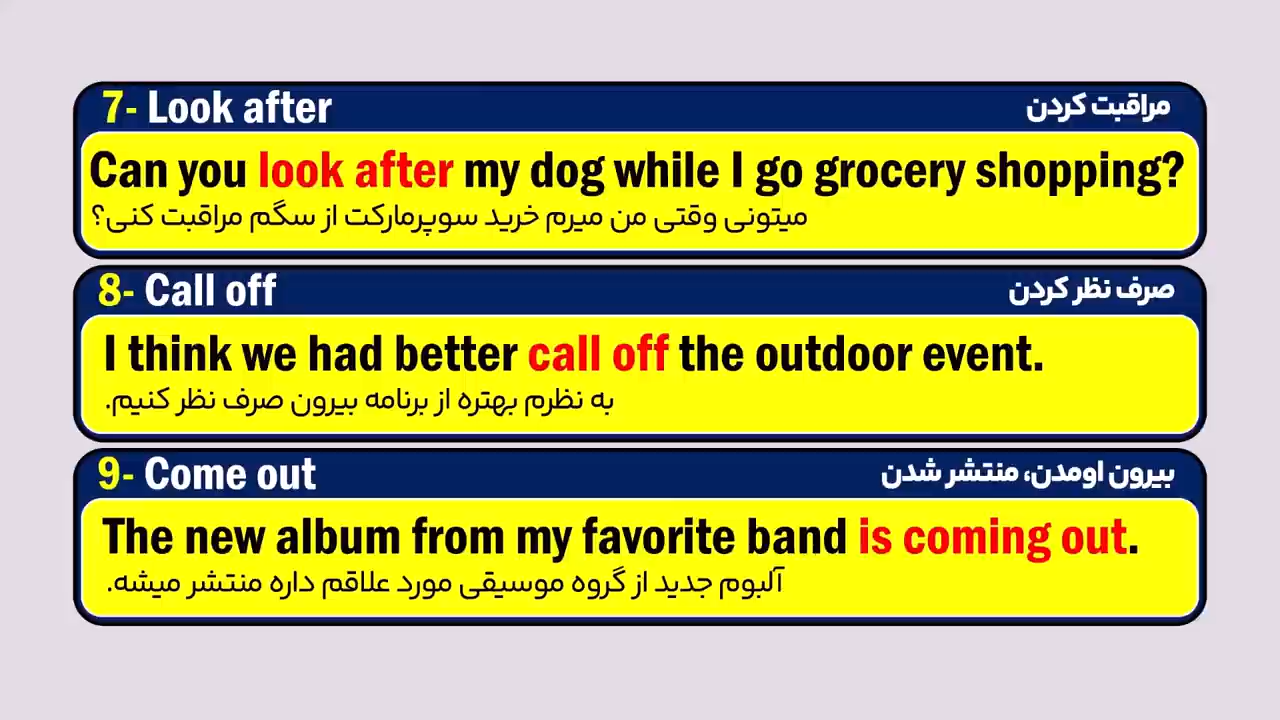 7- Look after
مراقبت کردن
Can you look after my dog while I go grocery shopping?
میتونی وقتی من میرم خرید سوپرمارکت از سگم مراقبت کنی؟
8- Call off
صرف نظر کردن
I think we had better call off the outdoor event.
به نظرم بهتره از برنامه بیرون صرف نظر کنیم.
9- Come out
بیرون اومدن، منتشر شدن
The new album from my favorite band is coming out.
آلبوم جدید از گروه موسیقی مورد علاقم داره منتشر میشه.